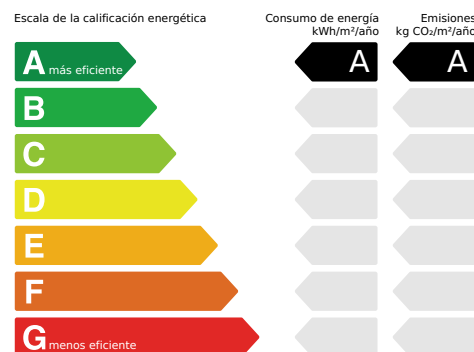 Escala de la calificación energética
Consumo de energía
kWh/m²/año
Emisiones
kg CO₂/m²/año
A más eficiente
A
A
B
C
D
E
F
G menos eficiente